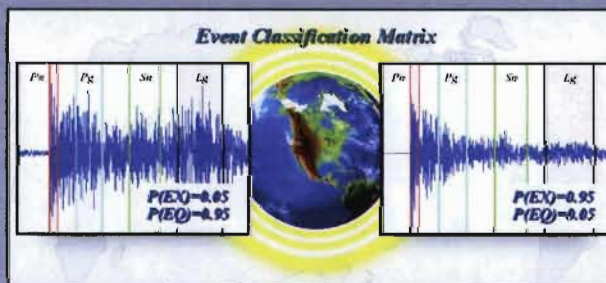 Event Classification Matrix
Pn Pg Sn Lg
P(EX)=0.05
P(EQ)=0.95
Pn Pg Sn Lg
P(EX)=0.95
P(EQ)=0.05